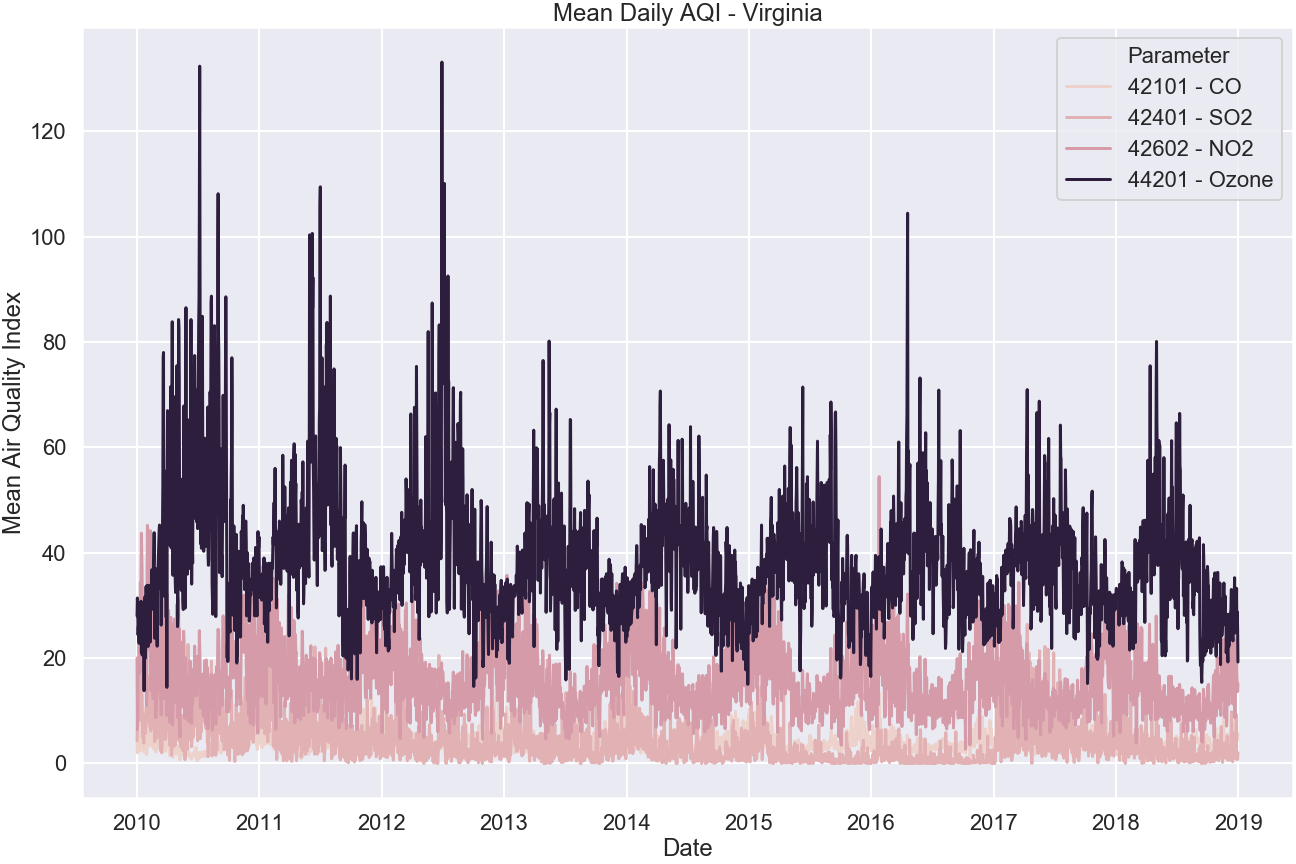 Mean Daily AQI - Virginia
Parameter
42101 - CO
42401 - SO2
42602 - NO2
44201 - Ozone
Mean Air Quality Index
120
100
80
60
40
20
0
2010 2011 2012 2013 2014 2015 2016 2017 2018 2019
Date